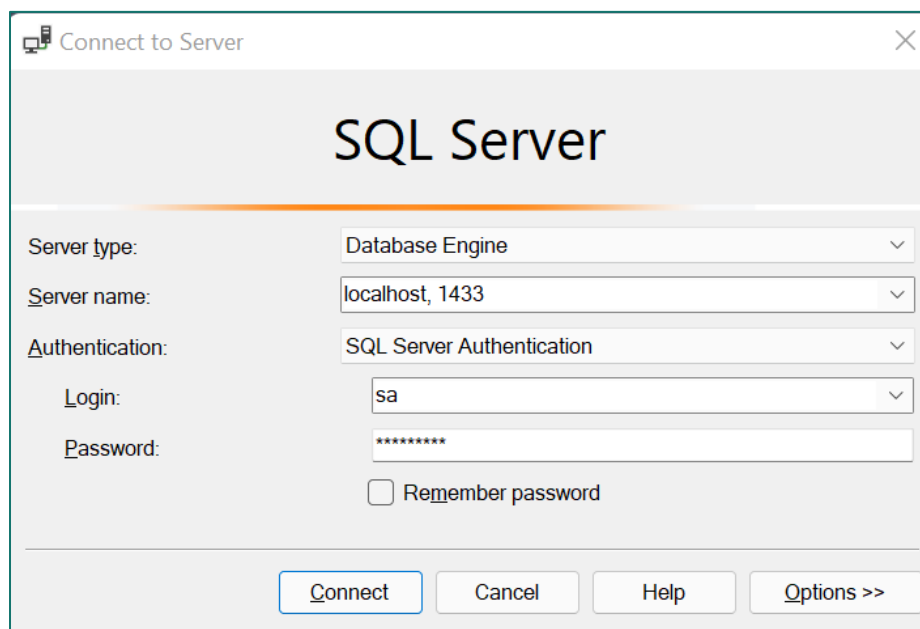 Connect to Server
SQL Server
Server type: Database Engine
Server name: localhost, 1433
Authentication: SQL Server Authentication
Login: sa
Password: *********
Remember password
Connect Cancel Help Options >>